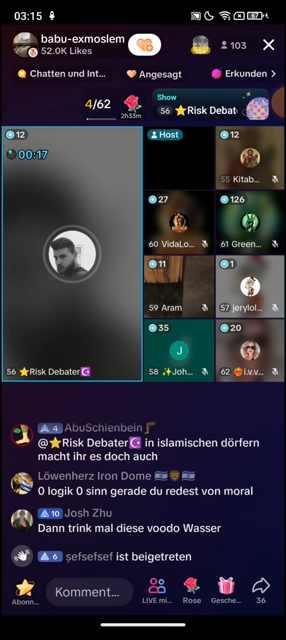 03:15
67
babu-exmoslem
52.0K Likes
103
Chatten und Int...
Angesagt
Erkunden
4/62
2h33m
Show
56 ⭐Risk Debat
12
00:17
56 ⭐Risk Debater☪
Host
12
55 Kitab...
27
60 VidaLo...
126
61 Green...
11
59 Aram
1
57 jerylol...
35
J
58 ✨Joh...
20
62 ❤️‍🔥i.v.v...
4 AbuSchienbein🦵
@⭐Risk Debater☪ in islamischen dörfern
macht ihr es doch auch
Löwenherz Iron Dome 🇮🇱🦁🇮🇱
0 logik 0 sinn gerade du redest von moral
10 Josh Zhu
Dann trink mal diese voodo Wasser
6 şefsefsef ist beigetreten
Abonn...
Komment...
LIVE mi...
Rose
Gesche...
36